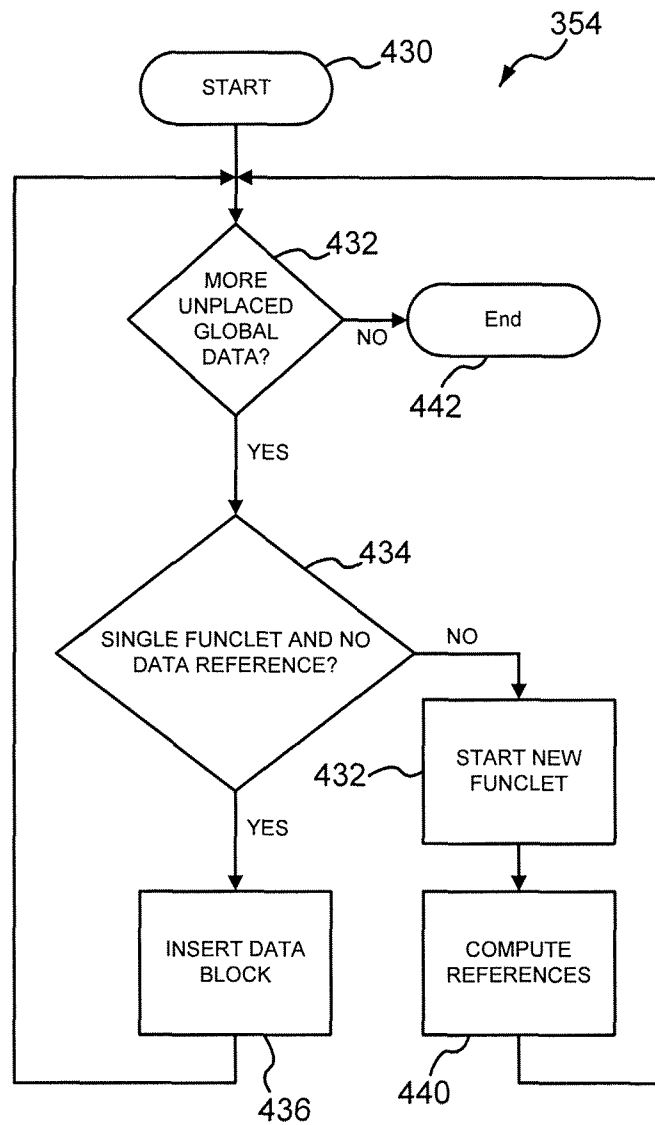 354
430
START
432
MORE
UNPLACED
GLOBAL
DATA?
NO
End
442
YES
434
SINGLE FUNCLET AND NO
DATA REFERENCE?
NO
432
START NEW
FUNCLET
YES
INSERT DATA
BLOCK
COMPUTE
REFERENCES
436
440